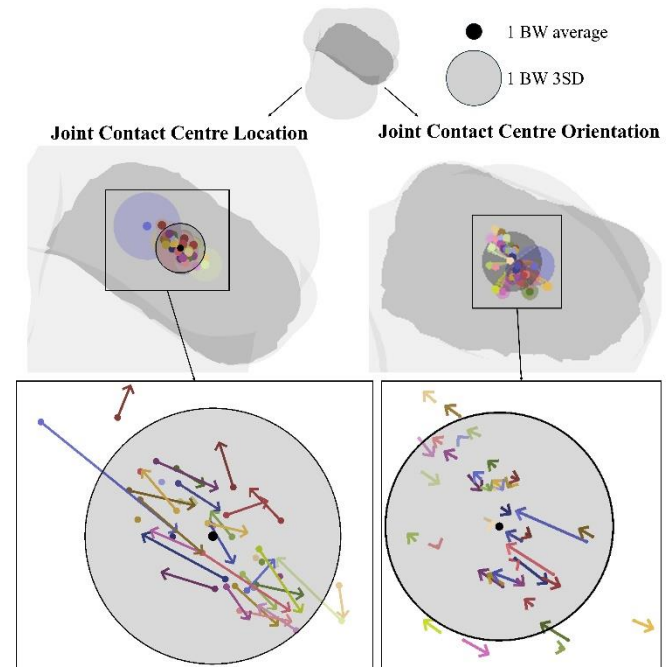 1 BW average
1 BW 3SD
Joint Contact Centre Location
Joint Contact Centre Orientation